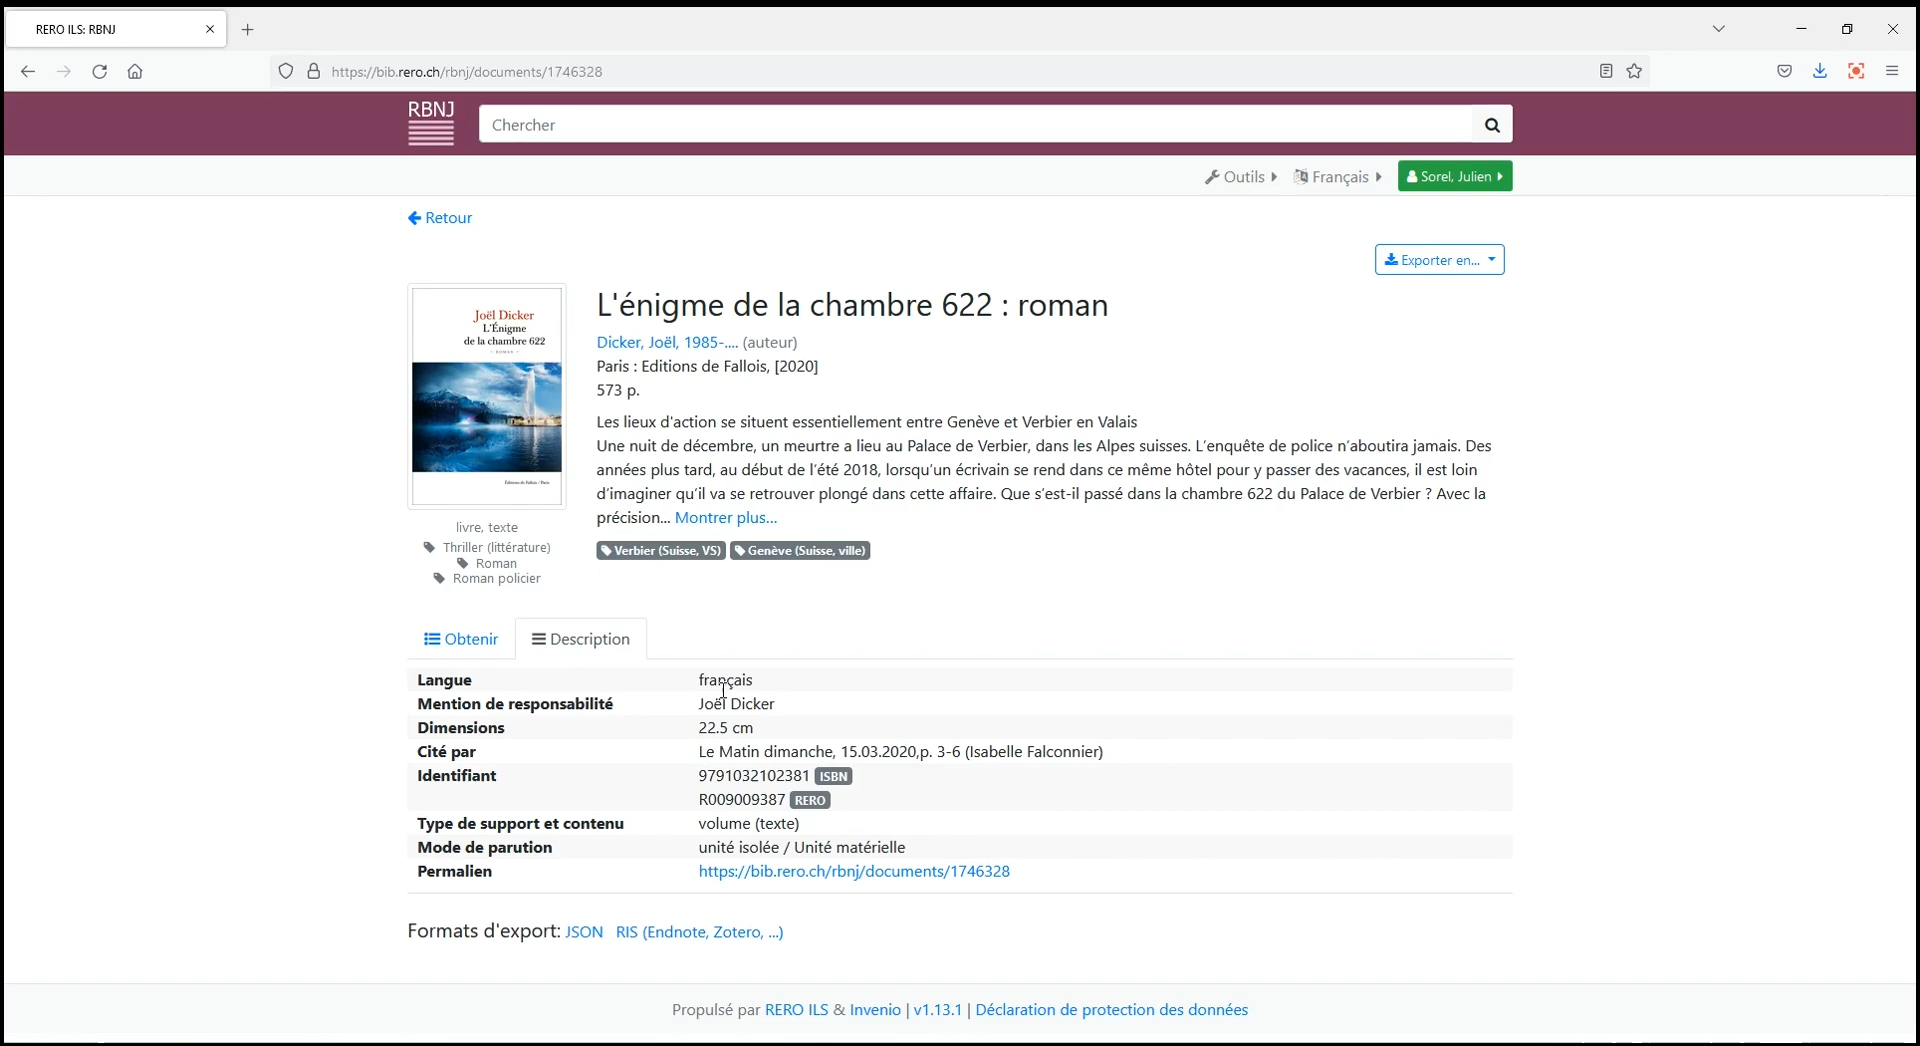 RERO ILS: RBNJ
https://bib.rero.ch/rbnj/documents/1746328
RBNJ
Chercher
Outils
Français
Sorel, Julien
Retour
Exporter en...
Joël Dicker
L'Énigme
de la chambre 622
ROMAN
Éditions de Fallois / Paris
L'énigme de la chambre 622 : roman
Dicker, Joël, 1985-.... (auteur)
Paris : Editions de Fallois, [2020]
573 p.
Les lieux d'action se situent essentiellement entre Genève et Verbier en Valais
Une nuit de décembre, un meurtre a lieu au Palace de Verbier, dans les Alpes suisses. L’enquête de police n’aboutira jamais. Des
années plus tard, au début de l’été 2018, lorsqu’un écrivain se rend dans ce même hôtel pour y passer des vacances, il est loin
d’imaginer qu’il va se retrouver plongé dans cette affaire. Que s’est-il passé dans la chambre 622 du Palace de Verbier ? Avec la
précision... Montrer plus...
Verbier (Suisse, VS) Genève (Suisse, ville)
livre, texte
Thriller (littérature)
Roman
Roman policier
Obtenir
Description
Langue français
Mention de responsabilité Joël Dicker
Dimensions 22.5 cm
Cité par Le Matin dimanche, 15.03.2020,p. 3-6 (Isabelle Falconnier)
Identifiant 9791032102381 ISBN
R009009387 RERO
Type de support et contenu volume (texte)
Mode de parution unité isolée / Unité matérielle
Permalien https://bib.rero.ch/rbnj/documents/1746328
Formats d'export: JSON RIS (Endnote, Zotero, ...)
Propulsé par RERO ILS & Invenio | v1.13.1 | Déclaration de protection des données